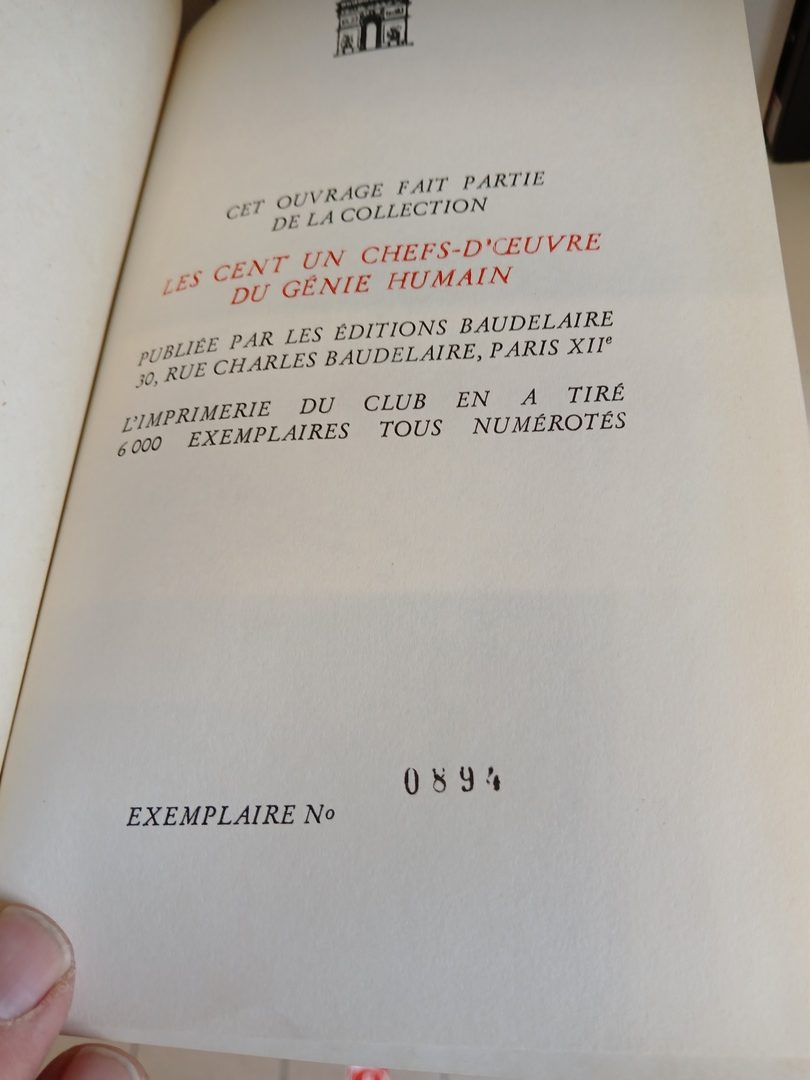 CET OUVRAGE FAIT PARTIE
DE LA COLLECTION
LES CENT UN CHEFS-D'ŒUVRE
DU GÉNIE HUMAIN
PUBLIÉE PAR LES ÉDITIONS BAUDELAIRE
30, RUE CHARLES BAUDELAIRE, PARIS XIIᵉ
L'IMPRIMERIE DU CLUB EN A TIRÉ
6 000 EXEMPLAIRES TOUS NUMÉROTÉS
0894
EXEMPLAIRE No